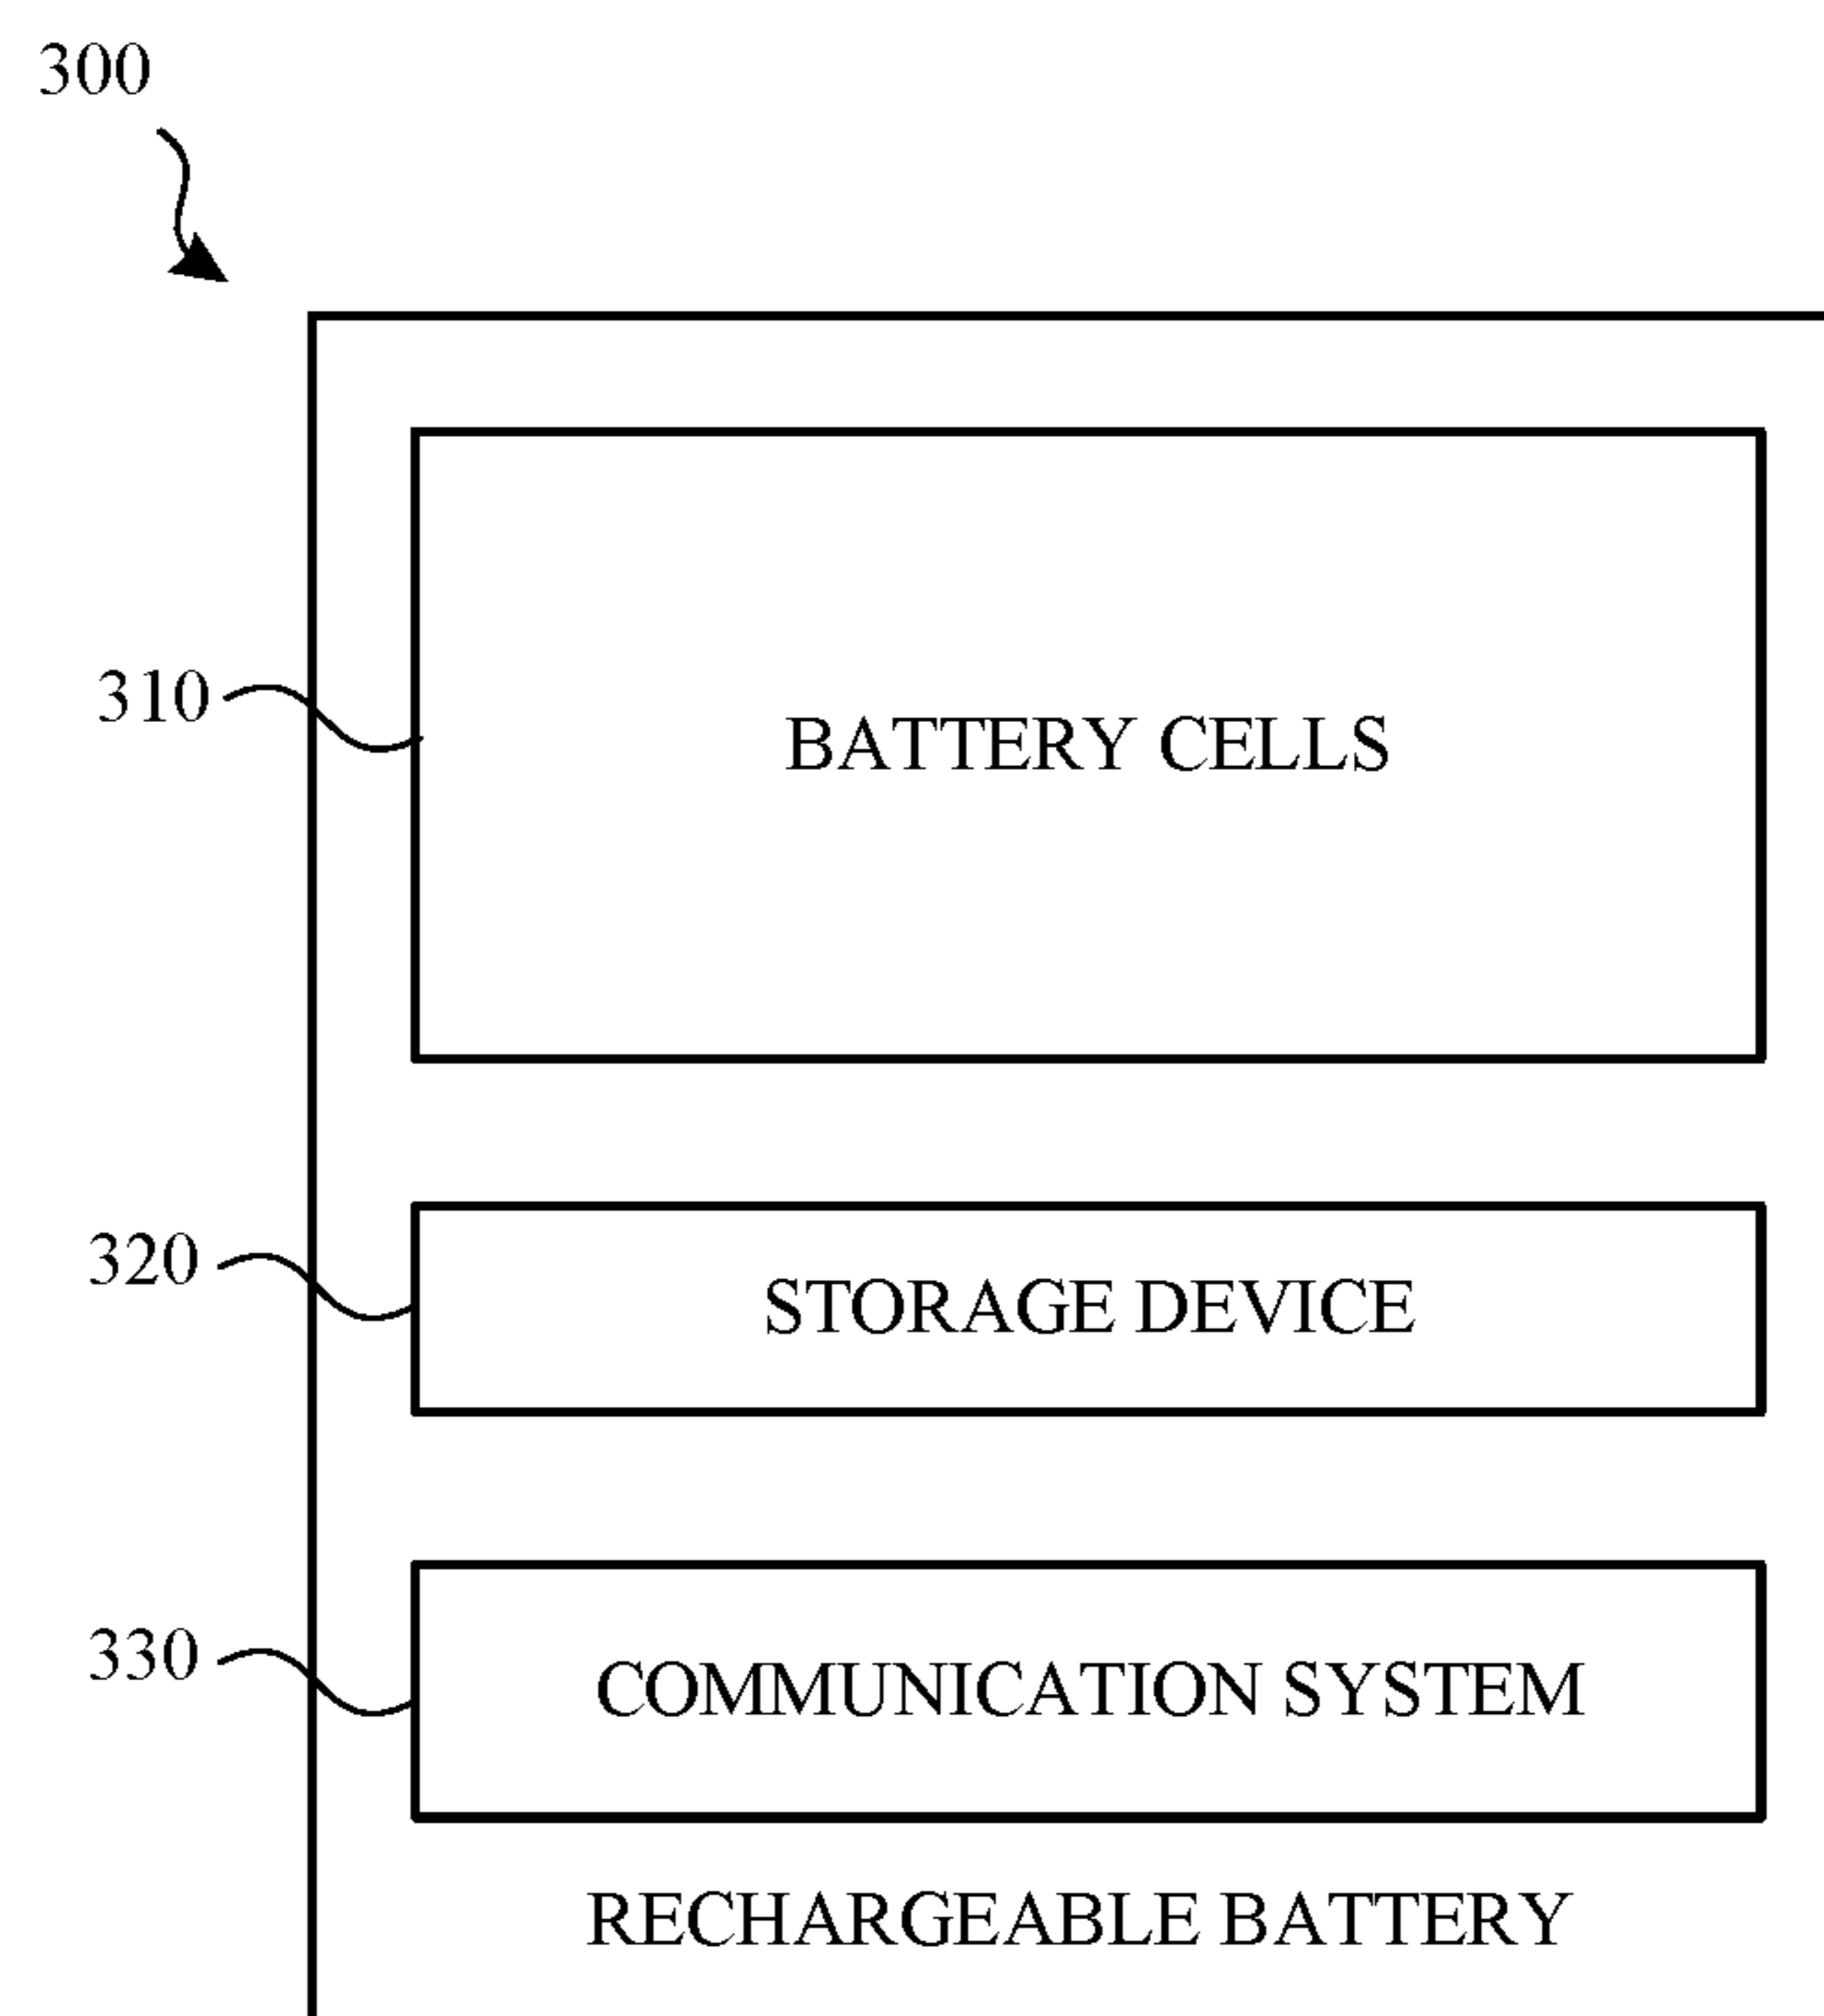 300
310
BATTERY CELLS
320
STORAGE DEVICE
330
COMMUNICATION SYSTEM
RECHARGEABLE BATTERY